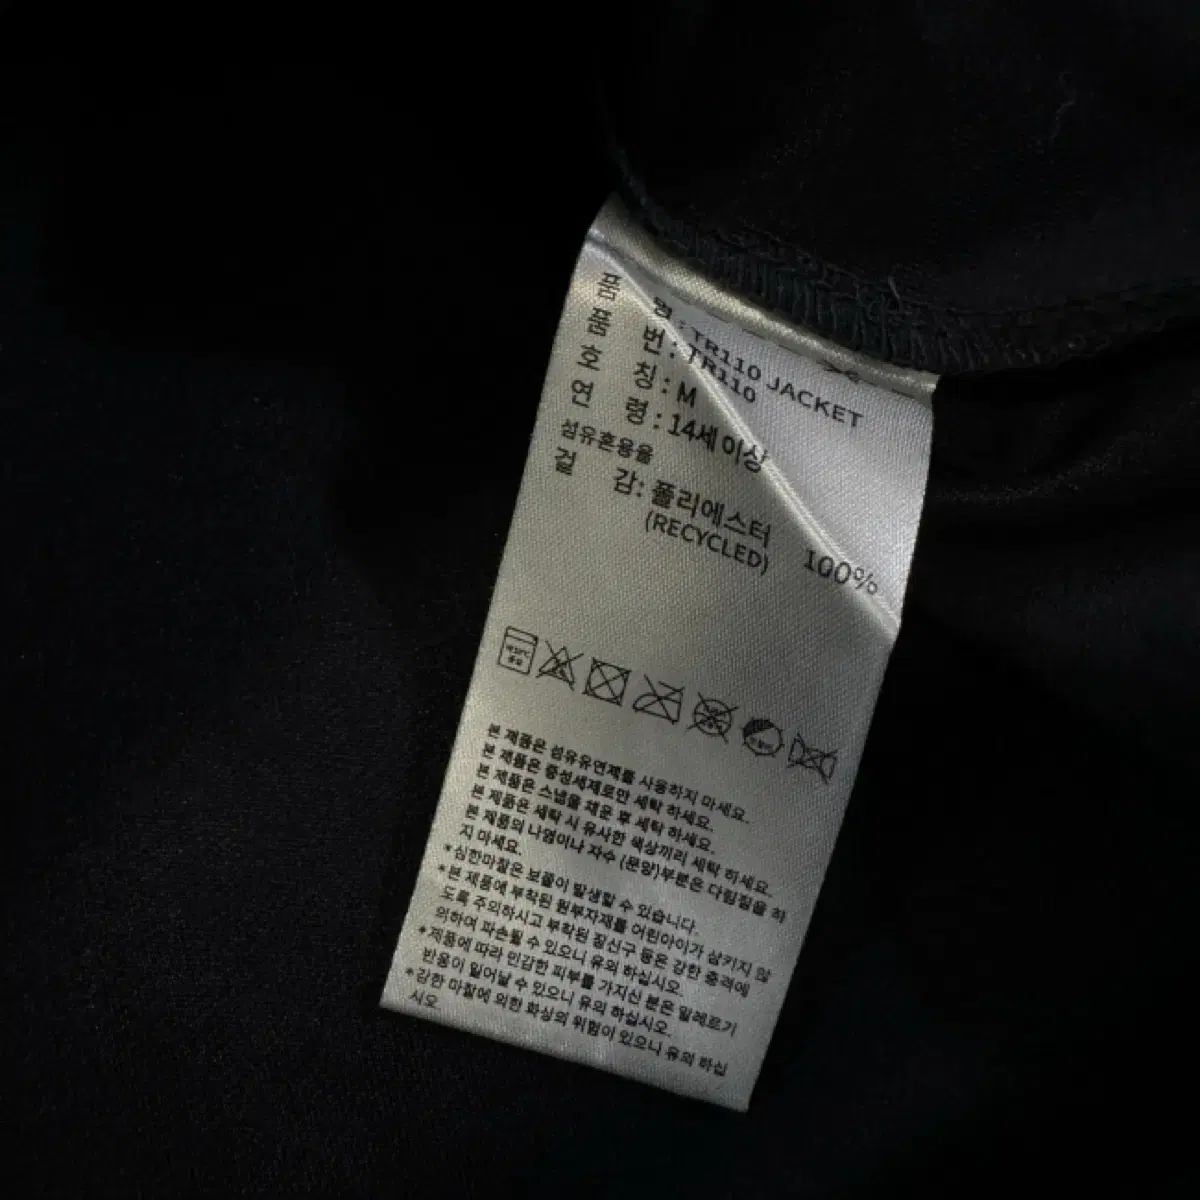 품 명 : TR110 JACKET
품 번 : TR110
호 칭 : M
연 령 : 14세 이상
섬유혼용율
겉 감 : 폴리에스터 100%
(RECYCLED)
본 제품은 섬유유연제를 사용하지 마세요.
본 제품은 중성세제로만 세탁 하세요.
본 제품은 스냅을 채운 후 세탁 하세요.
본 제품은 세탁 시 유사한 색상끼리 세탁 하세요.
본 제품의 나염이나 자수 (문양)부분은 다림질을 하
지 마세요.
*심한마찰은 보풀이 발생할 수 있습니다.
*본 제품에 부착된 원부자재를 어린아이가 삼키지 않
도록 주의하시고 부착된 장신구 등은 강한 충격에
의하여 파손될 수 있으니 유의 하십시오.
*제품에 따라 민감한 피부를 가지신 분은 알레르기
반응이 일어날 수 있으니 유의 하십시오.
*강한 마찰에 의한 화상의 위험이 있으니 유의 하십
시오.